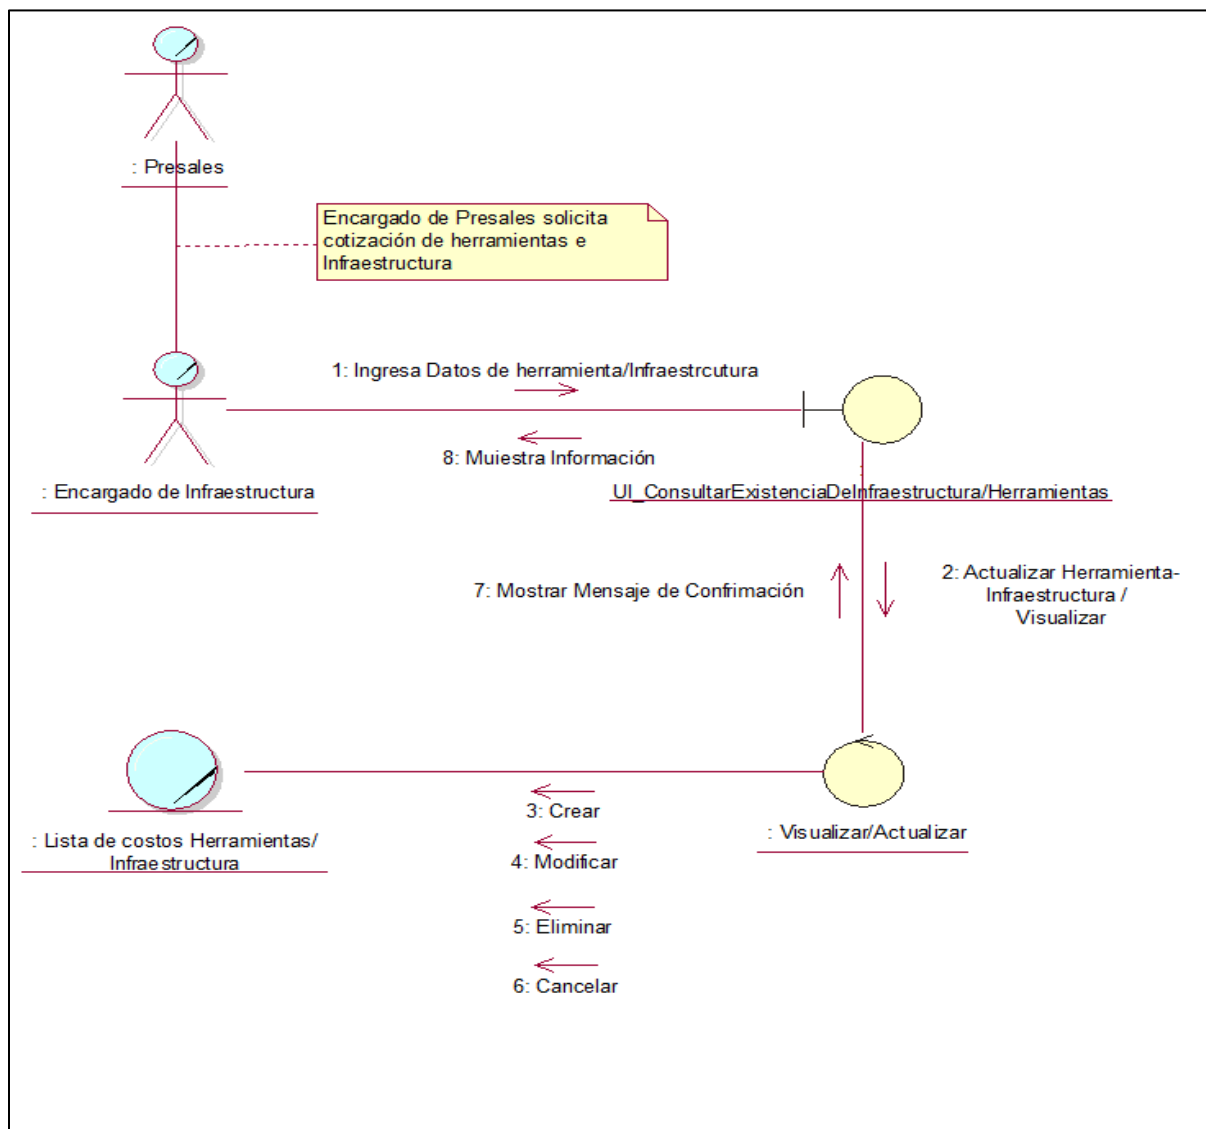 : Presales
Encargado de Presales solicita
cotización de herramientas e
Infraestructura
1: Ingresa Datos de herramienta/Infraestrcutura
8: Muiestra Información
: Encargado de Infraestructura
UI_ConsultarExistenciaDeInfraestructura/Herramientas
7: Mostrar Mensaje de Confrimación
2: Actualizar Herramienta-
Infraestructura /
Visualizar
3: Crear
: Lista de costos Herramientas/
Infraestructura
: Visualizar/Actualizar
4: Modificar
5: Eliminar
6: Cancelar